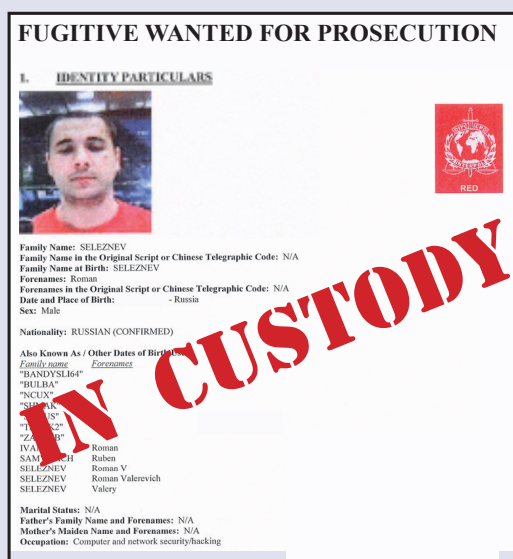 FUGITIVE WANTED FOR PROSECUTION
1. IDENTITY PARTICULARS
RED
Family Name: SELEZNEV
Family Name in the Original Script or Chinese Telegraphic Code: N/A
Family Name at Birth: SELEZNEV
Forenames: Roman
Forenames in the Original Script or Chinese Telegraphic Code: N/A
Date and Place of Birth: - Russia
Sex: Male
Nationality: RUSSIAN (CONFIRMED)
Also Known As / Other Dates of Birth
Family name Forenames
"BANDYSLI64"
"BULBA"
"NCUX"
Roman
Ruben
SELEZNEV Roman V
SELEZNEV Roman Valerevich
SELEZNEV Valery
Marital Status: N/A
Father's Family Name and Forenames: N/A
Mother's Maiden Name and Forenames: N/A
Occupation: Computer and network security/hacking
IN CUSTODY